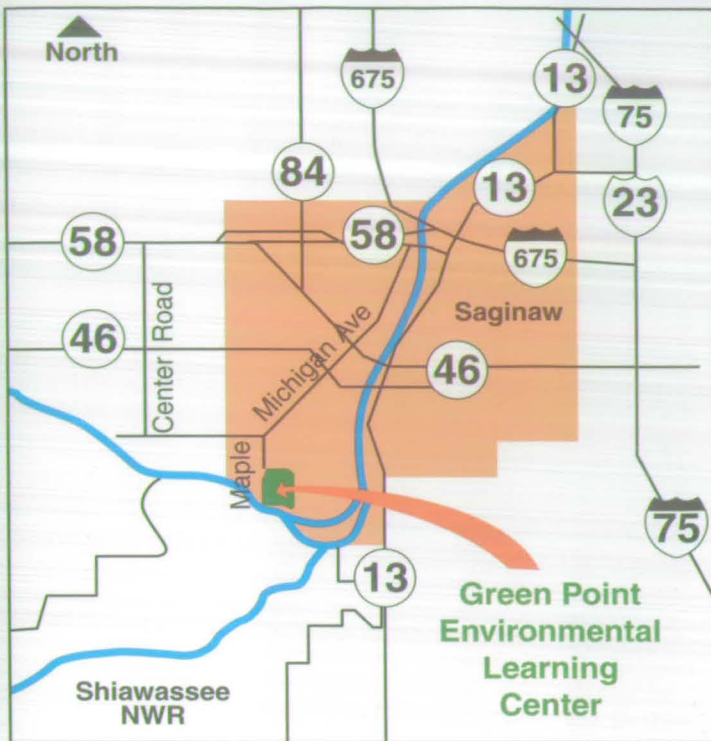 North
675
13
75
84
13
23
58
58
675
Saginaw
46
Center Road
Michigan Ave
46
Maple
75
13
Green Point
Environmental
Learning
Center
Shiawassee
NWR